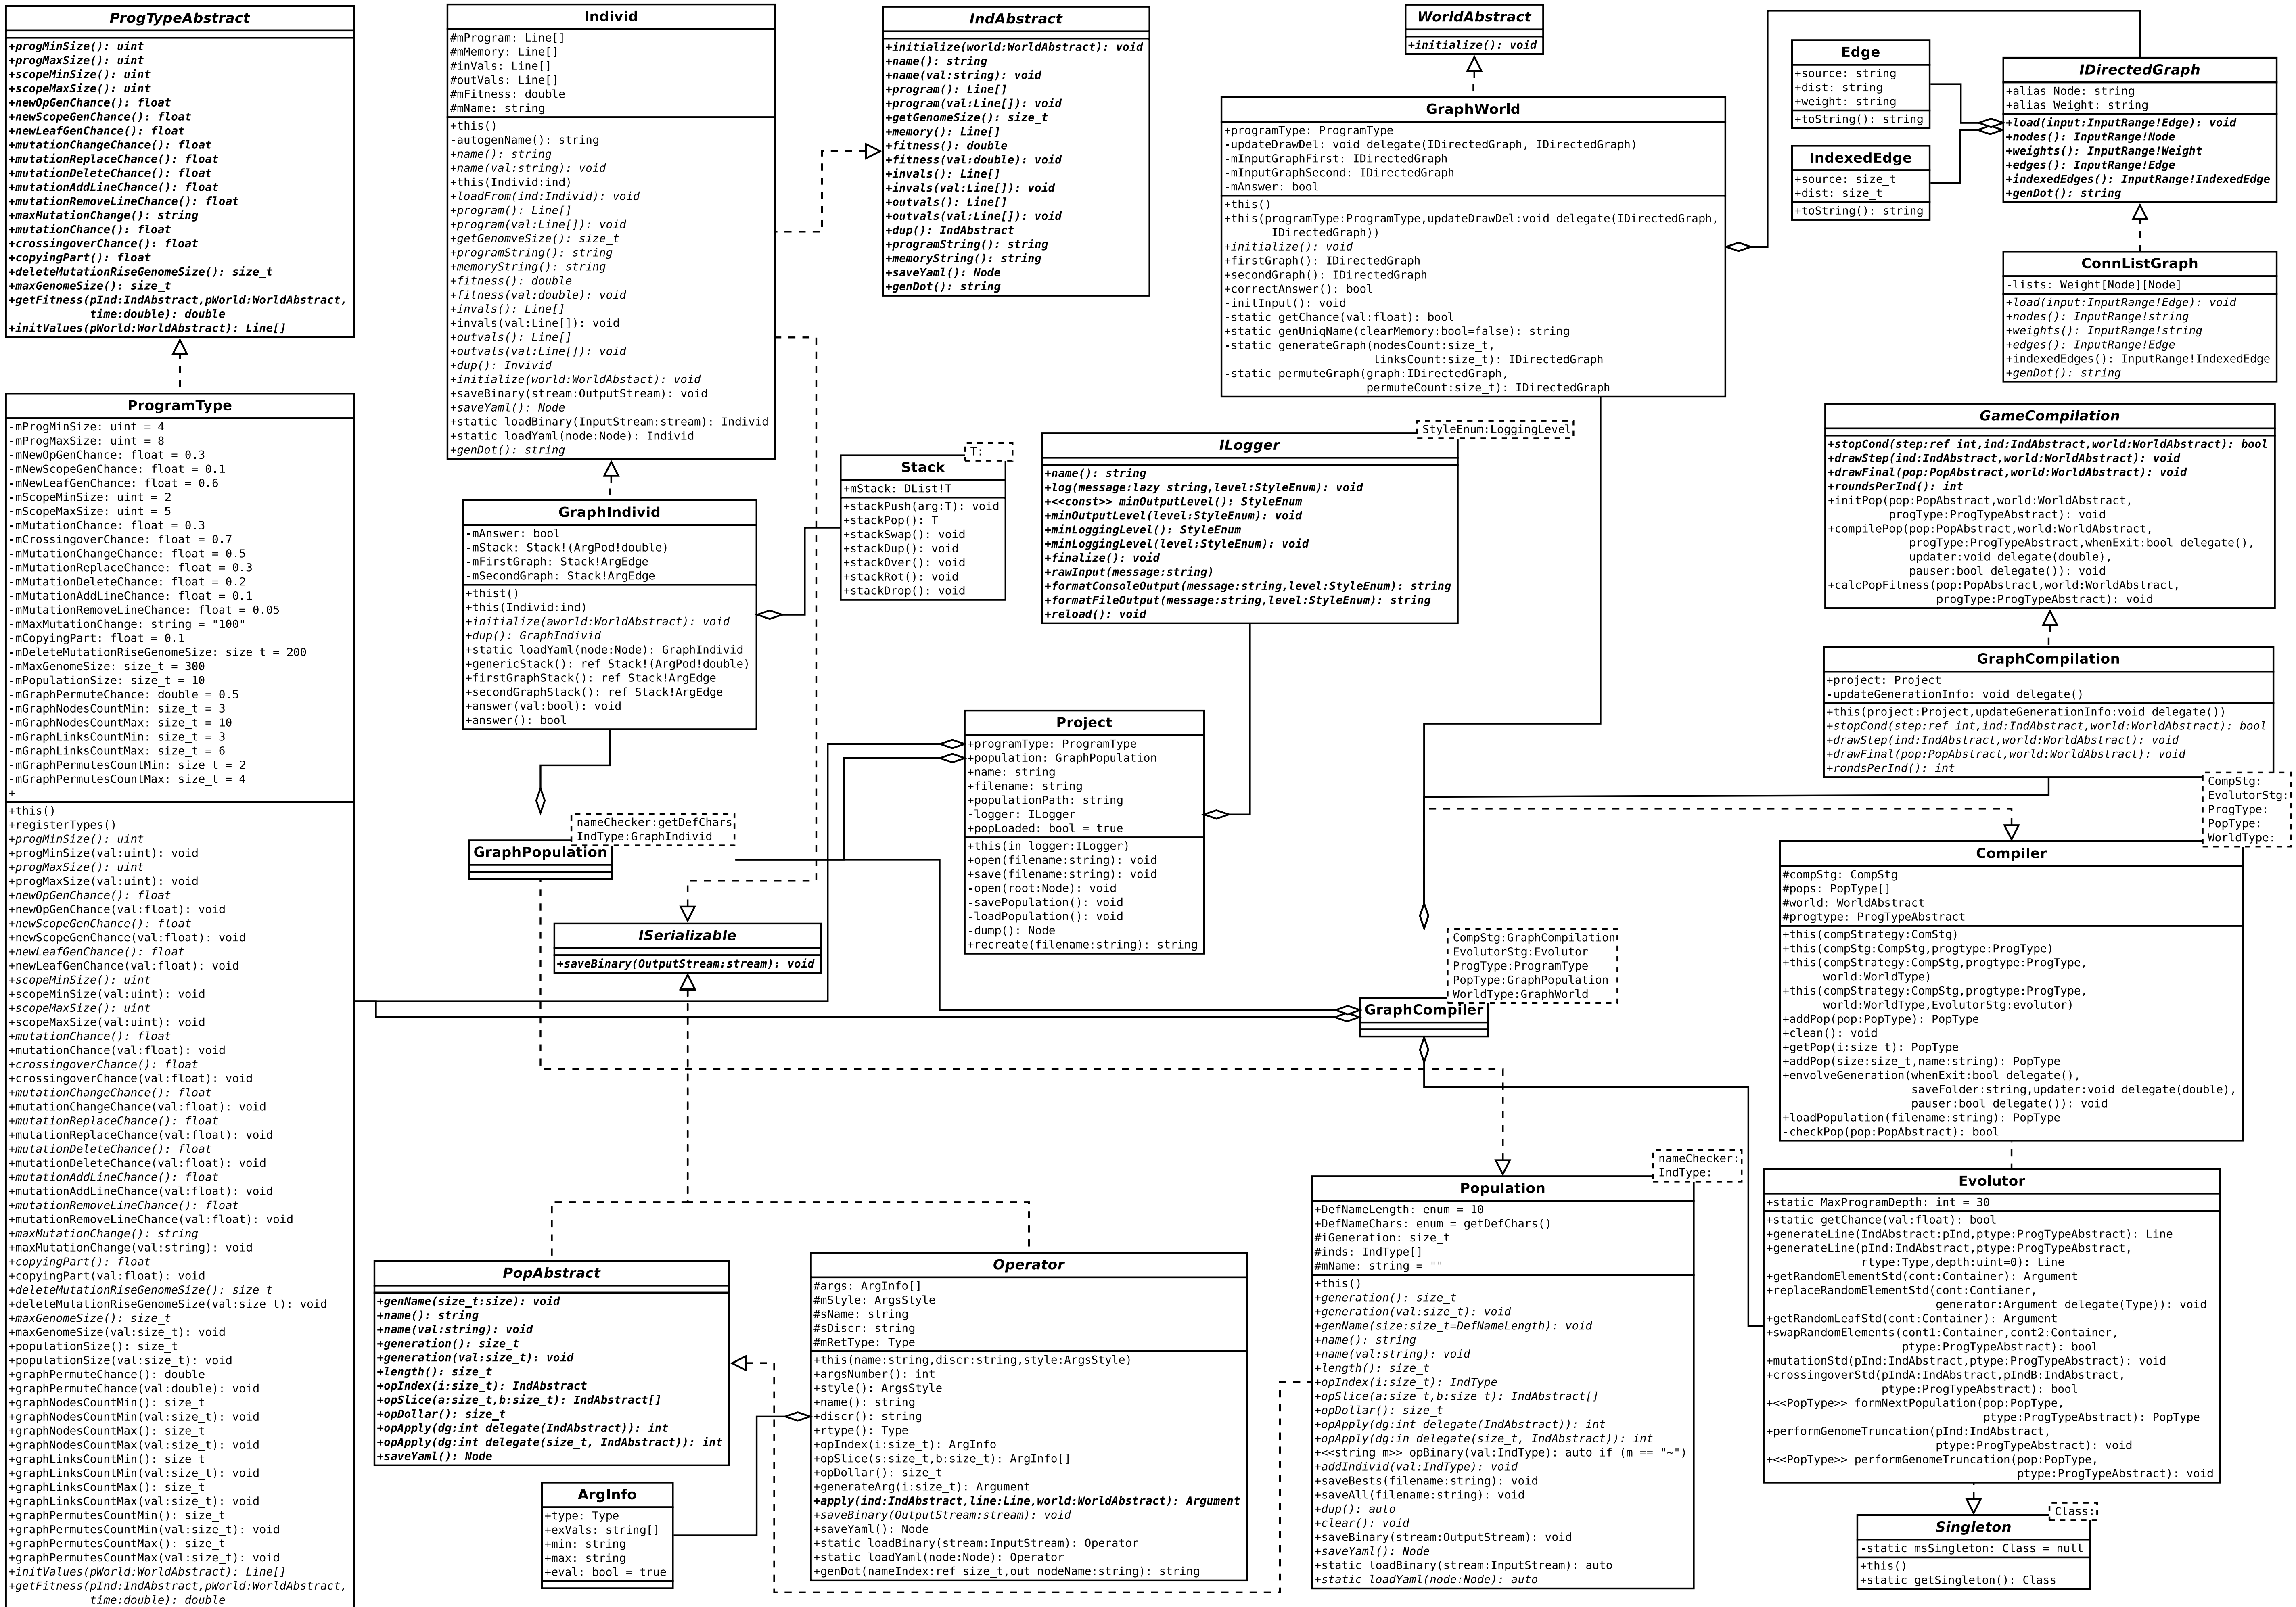 ProgTypeAbstract
+progMinSize(): uint
+progMaxSize(): uint
+scopeMinSize(): uint
+scopeMaxSize(): uint
+newOpGenChance(): float
+newScopeGenChance(): float
+newLeafGenChance(): float
+mutationChangeChance(): float
+mutationReplaceChance(): float
+mutationDeleteChance(): float
+mutationAddLineChance(): float
+mutationRemoveLineChance(): float
+maxMutationChange(): string
+mutationChance(): float
+crossingoverChance(): float
+copyingPart(): float
+deleteMutationRiseGenomeSize(): size_t
+maxGenomeSize(): size_t
+getFitness(pInd:IndAbstract,pWorld:WorldAbstract,
time:double): double
+initValues(pWorld:WorldAbstract): Line[]
ProgramType
-mProgMinSize: uint = 4
-mProgMaxSize: uint = 8
-mNewOpGenChance: float = 0.3
-mNewScopeGenChance: float = 0.1
-mNewLeafGenChance: float = 0.6
-mScopeMinSize: uint = 2
-mScopeMaxSize: uint = 5
-mMutationChance: float = 0.3
-mCrossingoverChance: float = 0.7
-mMutationChangeChance: float = 0.5
-mMutationReplaceChance: float = 0.3
-mMutationDeleteChance: float = 0.2
-mMutationAddLineChance: float = 0.1
-mMutationRemoveLineChance: float = 0.05
-mMaxMutationChange: string = "100"
-mCopyingPart: float = 0.1
-mDeleteMutationRiseGenomeSize: size_t = 200
-mMaxGenomeSize: size_t = 300
-mPopulationSize: size_t = 10
-mGraphPermuteChance: double = 0.5
-mGraphNodesCountMin: size_t = 3
-mGraphNodesCountMax: size_t = 10
-mGraphLinksCountMin: size_t = 3
-mGraphLinksCountMax: size_t = 6
-mGraphPermutesCountMin: size_t = 2
-mGraphPermutesCountMax: size_t = 4
+
+this()
+registerTypes()
+progMinSize(): uint
+progMinSize(val:uint): void
+progMaxSize(): uint
+progMaxSize(val:uint): void
+newOpGenChance(): float
+newOpGenChance(val:float): void
+newScopeGenChance(): float
+newScopeGenChance(val:float): void
+newLeafGenChance(): float
+newLeafGenChance(val:float): void
+scopeMinSize(): uint
+scopeMinSize(val:uint): void
+scopeMaxSize(): uint
+scopeMaxSize(val:uint): void
+mutationChance(): float
+mutationChance(val:float): void
+crossingoverChance(): float
+crossingoverChance(val:float): void
+mutationChangeChance(): float
+mutationChangeChance(val:float): void
+mutationReplaceChance(): float
+mutationReplaceChance(val:float): void
+mutationDeleteChance(): float
+mutationDeleteChance(val:float): void
+mutationAddLineChance(): float
+mutationAddLineChance(val:float): void
+mutationRemoveLineChance(): float
+mutationRemoveLineChance(val:float): void
+maxMutationChange(): string
+maxMutationChange(val:string): void
+copyingPart(): float
+copyingPart(val:float): void
+deleteMutationRiseGenomeSize(): size_t
+deleteMutationRiseGenomeSize(val:size_t): void
+maxGenomeSize(): size_t
+maxGenomeSize(val:size_t): void
+populationSize(): size_t
+populationSize(val:size_t): void
+graphPermuteChance(): double
+graphPermuteChance(val:double): void
+graphNodesCountMin(): size_t
+graphNodesCountMin(val:size_t): void
+graphNodesCountMax(): size_t
+graphNodesCountMax(val:size_t): void
+graphLinksCountMin(): size_t
+graphLinksCountMin(val:size_t): void
+graphLinksCountMax(): size_t
+graphLinksCountMax(val:size_t): void
+graphPermutesCountMin(): size_t
+graphPermutesCountMin(val:size_t): void
+graphPermutesCountMax(): size_t
+graphPermutesCountMax(val:size_t): void
+initValues(pWorld:WorldAbstract): Line[]
+getFitness(pInd:IndAbstract,pWorld:WorldAbstract,
time:double): double
Individ
#mProgram: Line[]
#mMemory: Line[]
#inVals: Line[]
#outVals: Line[]
#mFitness: double
#mName: string
+this()
-autogenName(): string
+name(): string
+name(val:string): void
+this(Individ:ind)
+loadFrom(ind:Individ): void
+program(): Line[]
+program(val:Line[]): void
+getGenomveSize(): size_t
+programString(): string
+memoryString(): string
+fitness(): double
+fitness(val:double): void
+invals(): Line[]
+invals(val:Line[]): void
+outvals(): Line[]
+outvals(val:Line[]): void
+dup(): Invivid
+initialize(world:WorldAbstact): void
+saveBinary(stream:OutputStream): void
+saveYaml(): Node
+static loadBinary(InputStream:stream): Individ
+static loadYaml(node:Node): Individ
+genDot(): string
GraphIndivid
-mAnswer: bool
-mStack: Stack!(ArgPod!double)
-mFirstGraph: Stack!ArgEdge
-mSecondGraph: Stack!ArgEdge
+thist()
+this(Individ:ind)
+initialize(aworld:WorldAbstract): void
+dup(): GraphIndivid
+static loadYaml(node:Node): GraphIndivid
+genericStack(): ref Stack!(ArgPod!double)
+firstGraphStack(): ref Stack!ArgEdge
+secondGraphStack(): ref Stack!ArgEdge
+answer(val:bool): void
+answer(): bool
nameChecker:getDefChars
IndType:GraphIndivid
GraphPopulation
ISerializable
+saveBinary(OutputStream:stream): void
IndAbstract
+initialize(world:WorldAbstract): void
+name(): string
+name(val:string): void
+program(): Line[]
+program(val:Line[]): void
+getGenomeSize(): size_t
+memory(): Line[]
+fitness(): double
+fitness(val:double): void
+invals(): Line[]
+invals(val:Line[]): void
+outvals(): Line[]
+outvals(val:Line[]): void
+dup(): IndAbstract
+programString(): string
+memoryString(): string
+saveYaml(): Node
+genDot(): string
T:
Stack
+mStack: DList!T
+stackPush(arg:T): void
+stackPop(): T
+stackSwap(): void
+stackDup(): void
+stackOver(): void
+stackRot(): void
+stackDrop(): void
StyleEnum:LoggingLevel
ILogger
+name(): string
+log(message:lazy string,level:StyleEnum): void
+<<const>> minOutputLevel(): StyleEnum
+minOutputLevel(level:StyleEnum): void
+minLoggingLevel(): StyleEnum
+minLoggingLevel(level:StyleEnum): void
+finalize(): void
+rawInput(message:string)
+formatConsoleOutput(message:string,level:StyleEnum): string
+formatFileOutput(message:string,level:StyleEnum): string
+reload(): void
Project
+programType: ProgramType
+population: GraphPopulation
+name: string
+filename: string
+populationPath: string
-logger: ILogger
+popLoaded: bool = true
+this(in logger:ILogger)
+open(filename:string): void
+save(filename:string): void
-open(root:Node): void
-savePopulation(): void
-loadPopulation(): void
-dump(): Node
+recreate(filename:string): string
WorldAbstract
+initialize(): void
GraphWorld
+programType: ProgramType
-updateDrawDel: void delegate(IDirectedGraph, IDirectedGraph)
-mInputGraphFirst: IDirectedGraph
-mInputGraphSecond: IDirectedGraph
-mAnswer: bool
+this()
+this(programType:ProgramType,updateDrawDel:void delegate(IDirectedGraph,
IDirectedGraph))
+initialize(): void
+firstGraph(): IDirectedGraph
+secondGraph(): IDirectedGraph
+correctAnswer(): bool
-initInput(): void
-static getChance(val:float): bool
+static genUniqName(clearMemory:bool=false): string
-static generateGraph(nodesCount:size_t,
linksCount:size_t): IDirectedGraph
-static permuteGraph(graph:IDirectedGraph,
permuteCount:size_t): IDirectedGraph
Edge
+source: string
+dist: string
+weight: string
+toString(): string
IndexedEdge
+source: size_t
+dist: size_t
+toString(): string
IDirectedGraph
+alias Node: string
+alias Weight: string
+load(input:InputRange!Edge): void
+nodes(): InputRange!Node
+weights(): InputRange!Weight
+edges(): InputRange!Edge
+indexedEdges(): InputRange!IndexedEdge
+genDot(): string
ConnListGraph
-lists: Weight[Node][Node]
+load(input:InputRange!Edge): void
+nodes(): InputRange!string
+weights(): InputRange!string
+edges(): InputRange!Edge
+indexedEdges(): InputRange!IndexedEdge
+genDot(): string
GameCompilation
+stopCond(step:ref int,ind:IndAbstract,world:WorldAbstract): bool
+drawStep(ind:IndAbstract,world:WorldAbstract): void
+drawFinal(pop:PopAbstract,world:WorldAbstract): void
+roundsPerInd(): int
+initPop(pop:PopAbstract,world:WorldAbstract,
progType:ProgTypeAbstract): void
+compilePop(pop:PopAbstract,world:WorldAbstract,
progType:ProgTypeAbstract,whenExit:bool delegate(),
updater:void delegate(double),
pauser:bool delegate()): void
+calcPopFitness(pop:PopAbstract,world:WorldAbstract,
progType:ProgTypeAbstract): void
GraphCompilation
+project: Project
-updateGenerationInfo: void delegate()
+this(project:Project,updateGenerationInfo:void delegate())
+stopCond(step:ref int,ind:IndAbstract,world:WorldAbstract): bool
+drawStep(ind:IndAbstract,world:WorldAbstract): void
+drawFinal(pop:PopAbstract,world:WorldAbstract): void
+rondsPerInd(): int
CompStg:
EvolutorStg:
ProgType:
PopType:
WorldType:
Compiler
#compStg: CompStg
#pops: PopType[]
#world: WorldAbstract
#progtype: ProgTypeAbstract
+this(compStrategy:ComStg)
+this(compStg:CompStg,progtype:ProgType)
+this(compStrategy:CompStg,progtype:ProgType,
world:WorldType)
+this(compStrategy:CompStg,progtype:ProgType,
world:WorldType,EvolutorStg:evolutor)
+addPop(pop:PopType): PopType
+clean(): void
+getPop(i:size_t): PopType
+addPop(size:size_t,name:string): PopType
+envolveGeneration(whenExit:bool delegate(),
saveFolder:string,updater:void delegate(double),
pauser:bool delegate()): void
+loadPopulation(filename:string): PopType
-checkPop(pop:PopAbstract): bool
CompStg:GraphCompilation
EvolutorStg:Evolutor
ProgType:ProgramType
PopType:GraphPopulation
WorldType:GraphWorld
GraphCompiler
PopAbstract
+genName(size_t:size): void
+name(): string
+name(val:string): void
+generation(): size_t
+generation(val:size_t): void
+length(): size_t
+opIndex(i:size_t): IndAbstract
+opSlice(a:size_t,b:size_t): IndAbstract[]
+opDollar(): size_t
+opApply(dg:int delegate(IndAbstract)): int
+opApply(dg:int delegate(size_t, IndAbstract)): int
+saveYaml(): Node
ArgInfo
+type: Type
+exVals: string[]
+min: string
+max: string
+eval: bool = true
Operator
#args: ArgInfo[]
#mStyle: ArgsStyle
#sName: string
#sDiscr: string
#mRetType: Type
+this(name:string,discr:string,style:ArgsStyle)
+argsNumber(): int
+style(): ArgsStyle
+name(): string
+discr(): string
+rtype(): Type
+opIndex(i:size_t): ArgInfo
+opSlice(s:size_t,b:size_t): ArgInfo[]
+opDollar(): size_t
+generateArg(i:size_t): Argument
+apply(ind:IndAbstract,line:Line,world:WorldAbstract): Argument
+saveBinary(OutputStream:stream): void
+saveYaml(): Node
+static loadBinary(stream:InputStream): Operator
+static loadYaml(node:Node): Operator
+genDot(nameIndex:ref size_t,out nodeName:string): string
nameChecker:
IndType:
Population
+DefNameLength: enum = 10
+DefNameChars: enum = getDefChars()
#iGeneration: size_t
#inds: IndType[]
#mName: string = ""
+this()
+generation(): size_t
+generation(val:size_t): void
+genName(size:size_t=DefNameLength): void
+name(): string
+name(val:string): void
+length(): size_t
+opIndex(i:size_t): IndType
+opSlice(a:size_t,b:size_t): IndAbstract[]
+opDollar(): size_t
+opApply(dg:int delegate(IndAbstract)): int
+opApply(dg:in delegate(size_t, IndAbstract)): int
+<<string m>> opBinary(val:IndType): auto if (m == "~")
+addIndivid(val:IndType): void
+saveBests(filename:string): void
+saveAll(filename:string): void
+dup(): auto
+clear(): void
+saveBinary(stream:OutputStream): void
+saveYaml(): Node
+static loadBinary(stream:InputStream): auto
+static loadYaml(node:Node): auto
Evolutor
+static MaxProgramDepth: int = 30
+static getChance(val:float): bool
+generateLine(IndAbstract:pInd,ptype:ProgTypeAbstract): Line
+generateLine(pInd:IndAbstract,ptype:ProgTypeAbstract,
rtype:Type,depth:uint=0): Line
+getRandomElementStd(cont:Container): Argument
+replaceRandomElementStd(cont:Contianer,
generator:Argument delegate(Type)): void
+getRandomLeafStd(cont:Container): Argument
+swapRandomElements(cont1:Container,cont2:Container,
ptype:ProgTypeAbstract): bool
+mutationStd(pInd:IndAbstract,ptype:ProgTypeAbstract): void
+crossingoverStd(pIndA:IndAbstract,pIndB:IndAbstract,
ptype:ProgTypeAbstract): bool
+<<PopType>> formNextPopulation(pop:PopType,
ptype:ProgTypeAbstract): PopType
+performGenomeTruncation(pInd:IndAbstract,
ptype:ProgTypeAbstract): void
+<<PopType>> performGenomeTruncation(pop:PopType,
ptype:ProgTypeAbstract): void
Class:
Singleton
-static msSingleton: Class = null
+this()
+static getSingleton(): Class